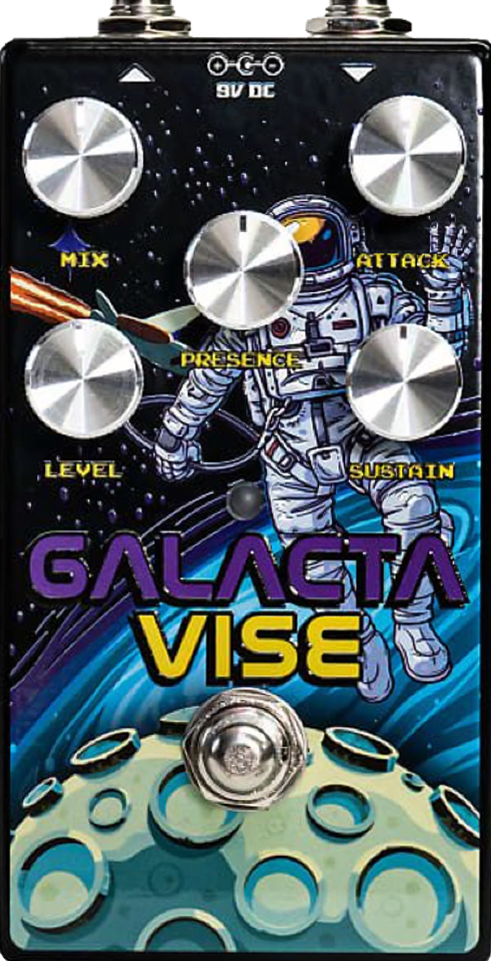 9V DC
MIX
ATTACK
PRESENCE
LEVEL
SUSTAIN
GALACTA
VISE